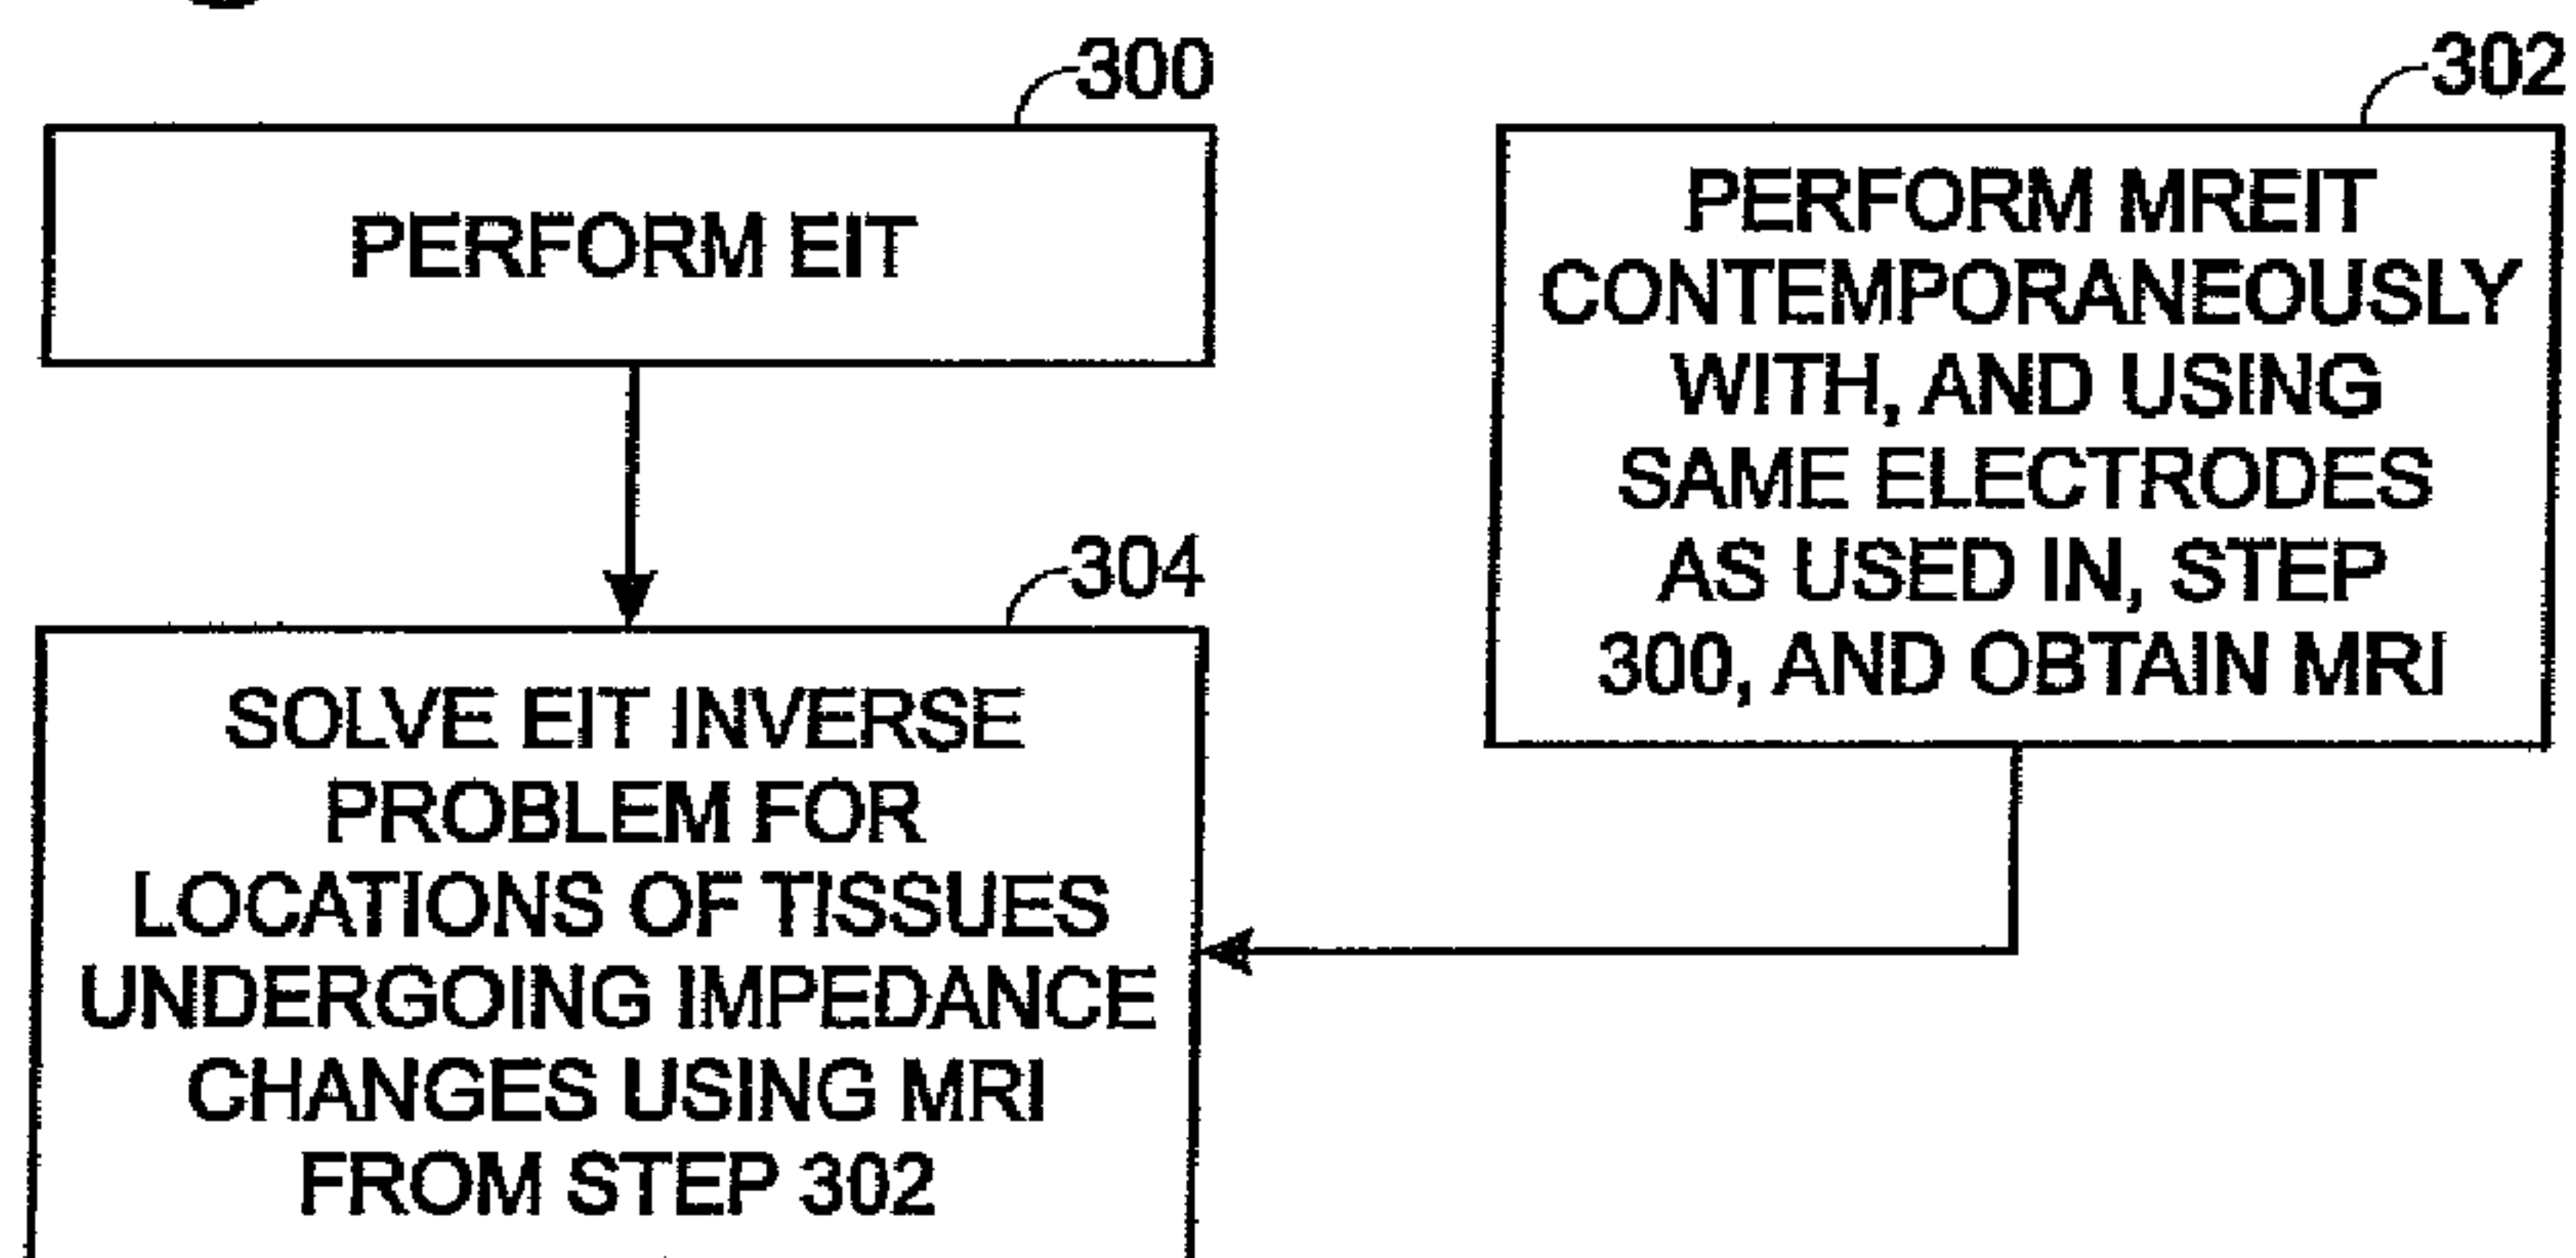 300
PERFORM EIT
302
PERFORM MREIT
CONTEMPORANEOUSLY
WITH, AND USING
SAME ELECTRODES
AS USED IN, STEP
300, AND OBTAIN MRI
304
SOLVE EIT INVERSE
PROBLEM FOR
LOCATIONS OF TISSUES
UNDERGOING IMPEDANCE
CHANGES USING MRI
FROM STEP 302